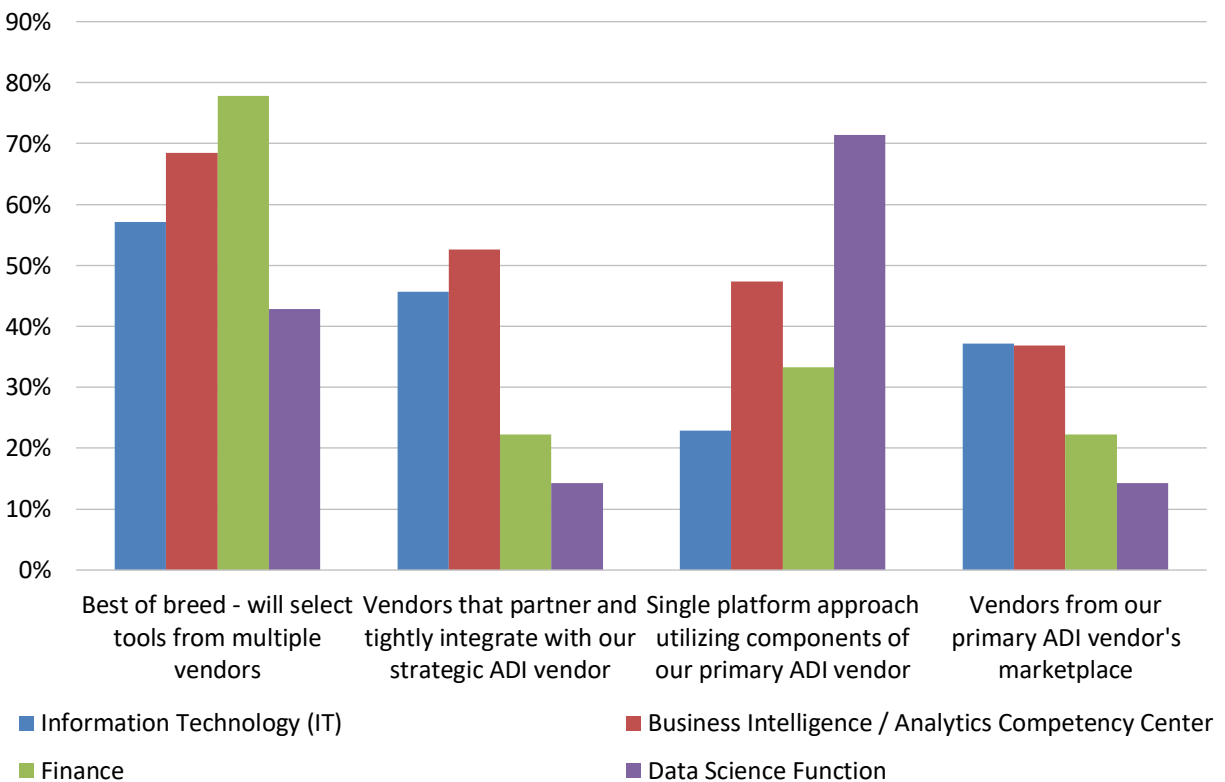 90%
80%
70%
60%
50%
40%
30%
20%
10%
0%
Best of breed - will select
tools from multiple
vendors
Vendors that partner and
tightly integrate with our
strategic ADI vendor
Single platform approach
utilizing components of
our primary ADI vendor
Vendors from our
primary ADI vendor's
marketplace
Information Technology (IT)
Business Intelligence / Analytics Competency Center
Finance
Data Science Function